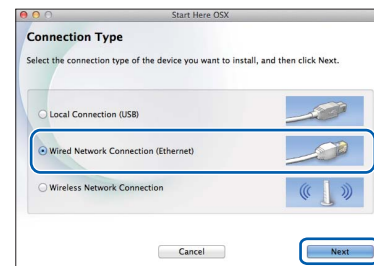 Start Here OSX
Connection Type
Select the connection type of the device you want to install, and then click Next.
Local Connection (USB)
Wired Network Connection (Ethernet)
Wireless Network Connection
Cancel
Next